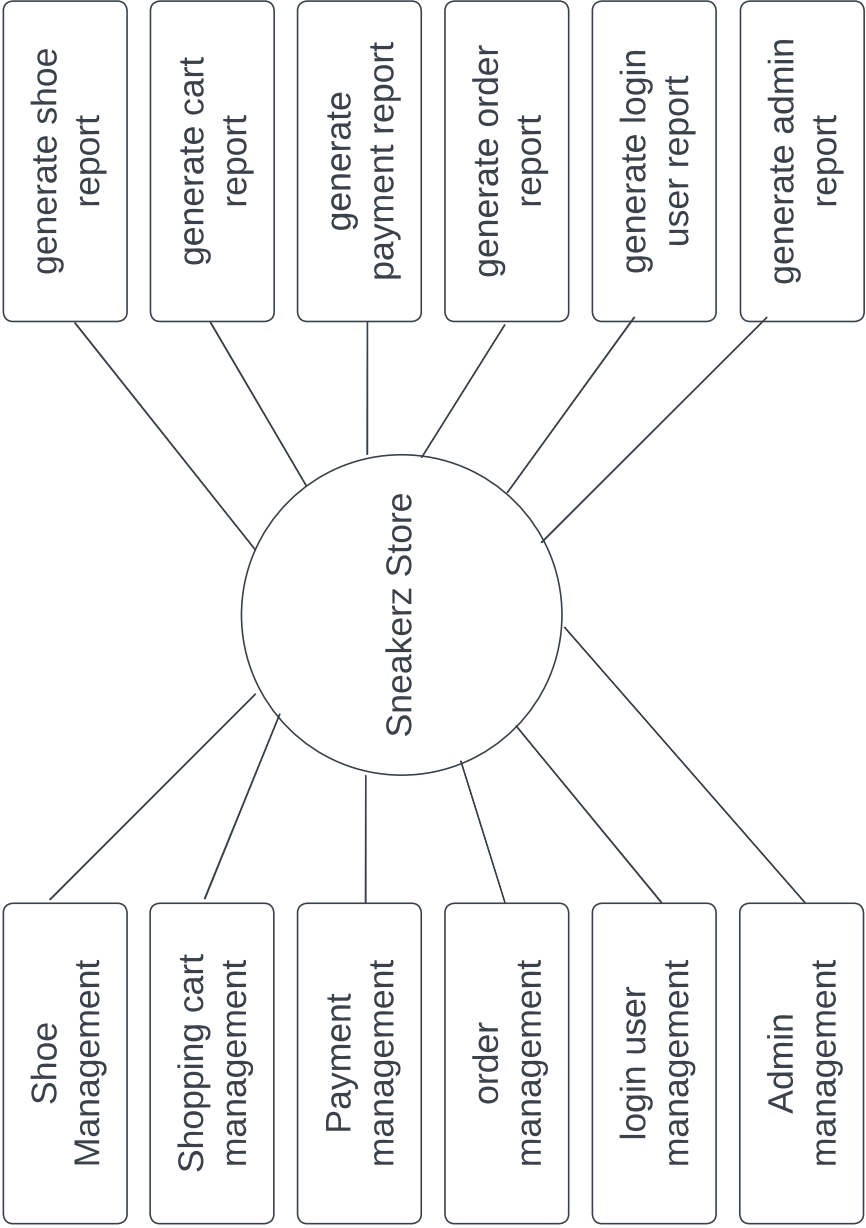 Shoe
Management
Shopping cart
management
Payment
management
order
management
login user
management
Admin
management
Sneakerz Store
generate shoe
report
generate cart
report
generate
payment report
generate order
report
generate login
user report
generate admin
report